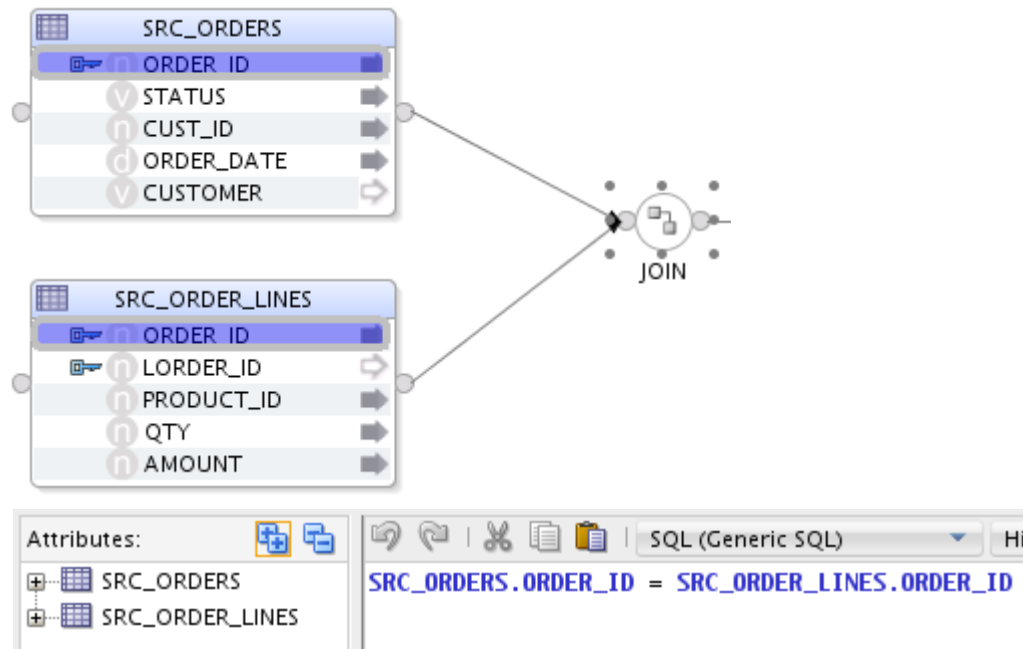 SRC_ORDERS
n ORDER_ID
v STATUS
n CUST_ID
d ORDER_DATE
v CUSTOMER
JOIN
SRC_ORDER_LINES
n ORDER_ID
n LORDER_ID
n PRODUCT_ID
n QTY
n AMOUNT
Attributes:
SRC_ORDERS
SRC_ORDER_LINES
SQL (Generic SQL)
Hi
SRC_ORDERS.ORDER_ID = SRC_ORDER_LINES.ORDER_ID